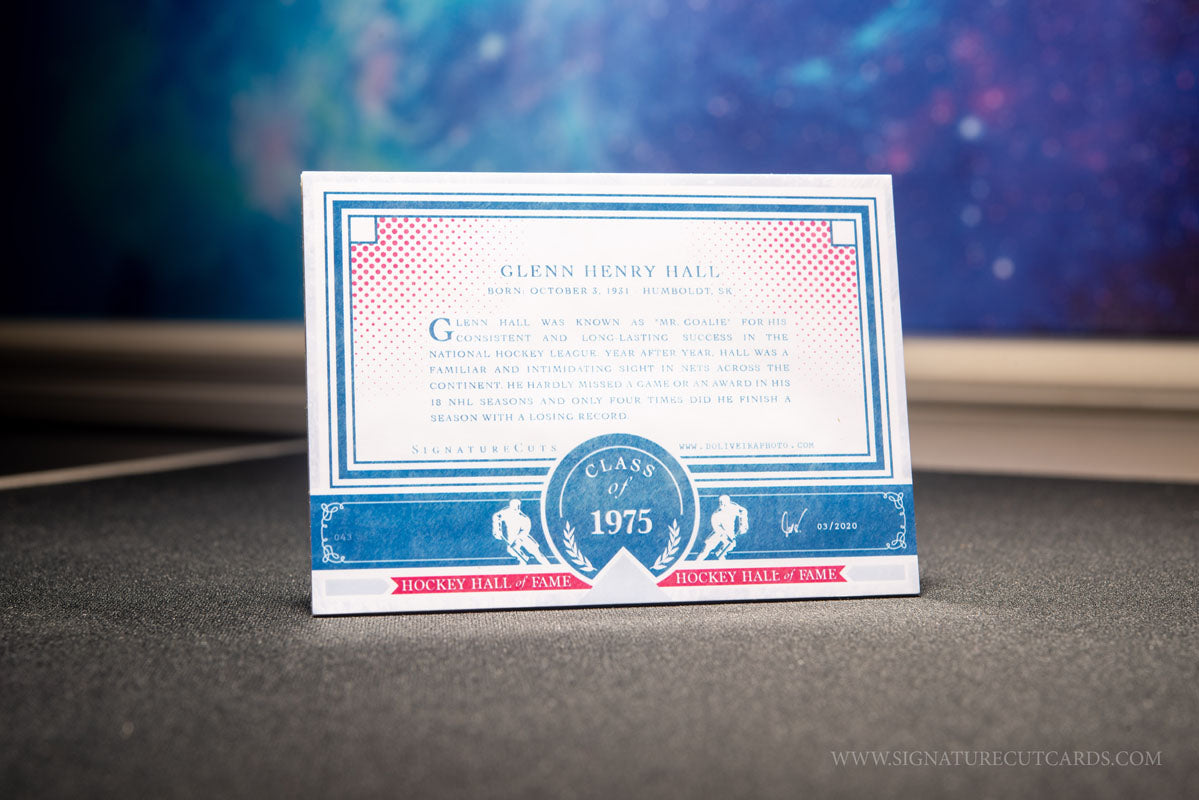 GLENN HENRY HALL
BORN: OCTOBER 3, 1931 - HUMBOLDT, SK
GLENN HALL WAS KNOWN AS "MR. GOALIE" FOR HIS
CONSISTENT AND LONG-LASTING SUCCESS IN THE
NATIONAL HOCKEY LEAGUE. YEAR AFTER YEAR, HALL WAS A
FAMILIAR AND INTIMIDATING SIGHT IN NETS ACROSS THE
CONTINENT. HE HARDLY MISSED A GAME OR AN AWARD IN HIS
18 NHL SEASONS AND ONLY FOUR TIMES DID HE FINISH A
SEASON WITH A LOSING RECORD.
SIGNATURECUTS
WWW.DOLIVEIRAPHOTO.COM
CLASS
of
1975
043
03/2020
HOCKEY HALL of FAME
HOCKEY HALL of FAME
WWW.SIGNATURECUTCARDS.COM